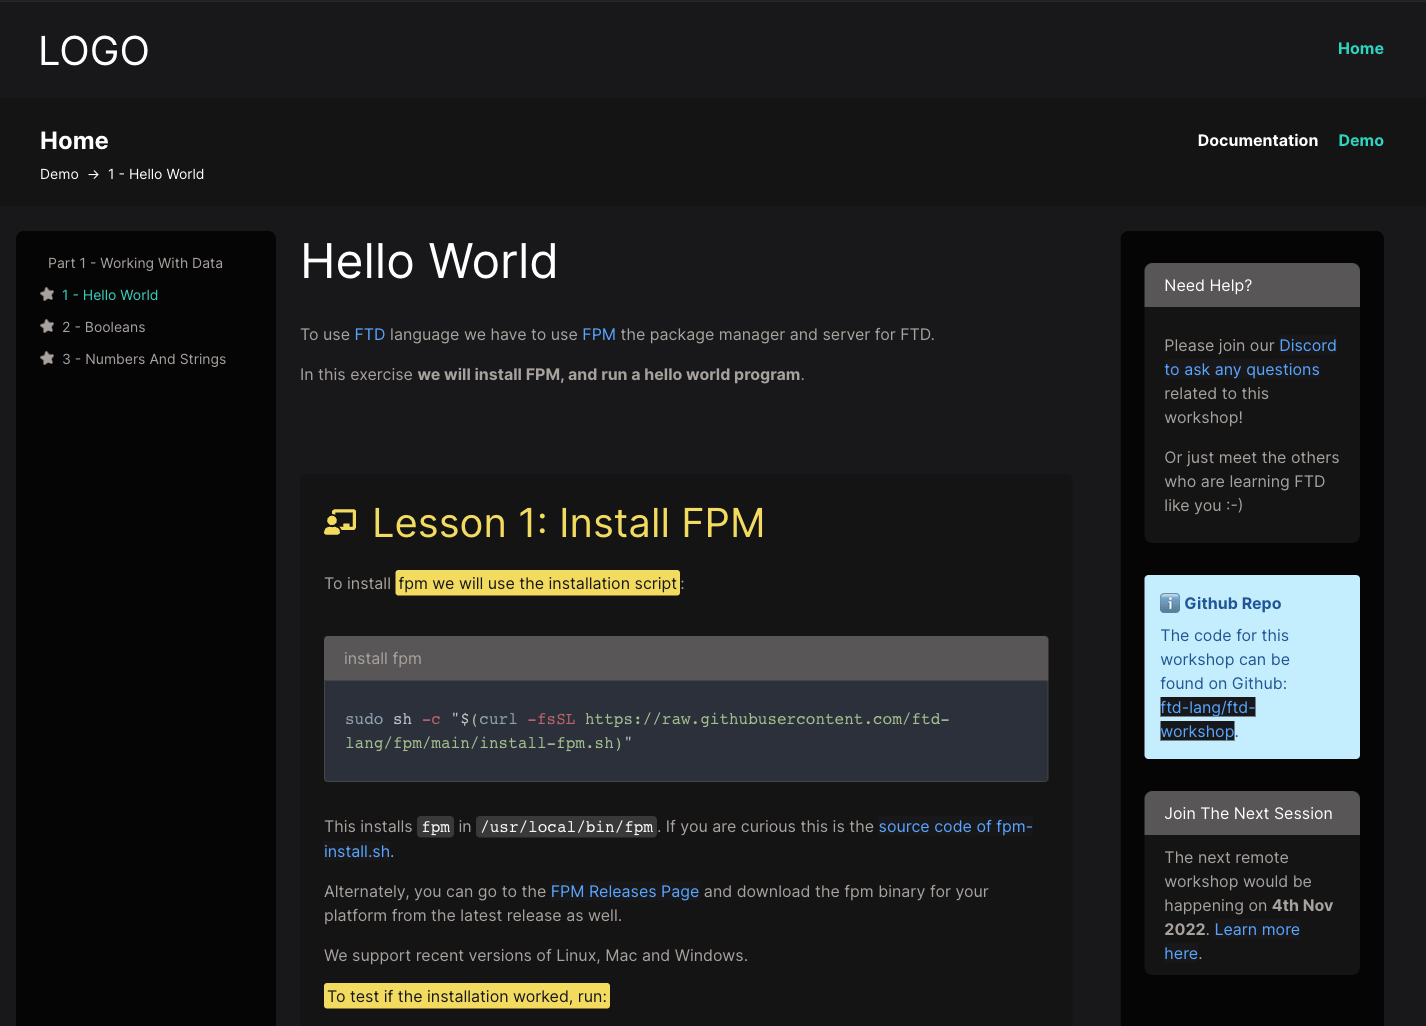 LOGO
Home
Home
Documentation Demo
Demo → 1 - Hello World
Part 1 - Working With Data
1 - Hello World
2 - Booleans
3 - Numbers And Strings
Hello World
To use FTD language we have to use FPM the package manager and server for FTD.
In this exercise we will install FPM, and run a hello world program.
Lesson 1: Install FPM
To install fpm we will use the installation script:
install fpm
sudo sh -c "$(curl -fsSL https://raw.githubusercontent.com/ftd-
lang/fpm/main/install-fpm.sh)"
This installs fpm in /usr/local/bin/fpm. If you are curious this is the source code of fpm-
install.sh.
Alternately, you can go to the FPM Releases Page and download the fpm binary for your
platform from the latest release as well.
We support recent versions of Linux, Mac and Windows.
To test if the installation worked, run:
Need Help?
Please join our Discord
to ask any questions
related to this
workshop!
Or just meet the others
who are learning FTD
like you :-)
ℹ️ Github Repo
The code for this
workshop can be
found on Github:
ftd-lang/ftd-
workshop.
Join The Next Session
The next remote
workshop would be
happening on 4th Nov
2022. Learn more
here.